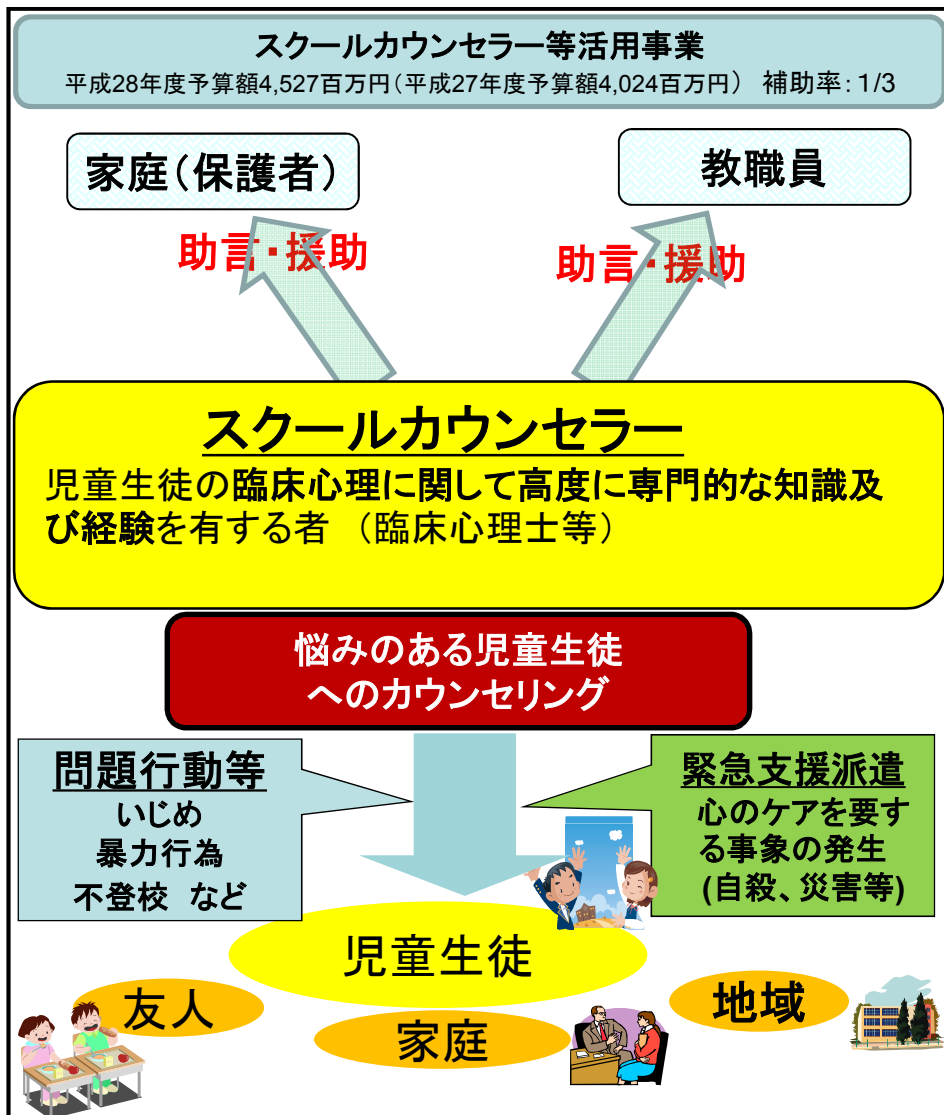 スクールカウンセラー等活用事業
平成28年度予算額4,527百万円(平成27年度予算額4,024百万円) 補助率:1/3
家庭(保護者)
教職員
助言・援助
助言・援助
スクールカウンセラー
児童生徒の臨床心理に関して高度に専門的な知識及
び経験を有する者 (臨床心理士等)
悩みのある児童生徒
へのカウンセリング
問題行動等
いじめ
暴力行為
不登校 など
緊急支援派遣
心のケアを要す
る事象の発生
(自殺、災害等)
児童生徒
友人
家庭
地域